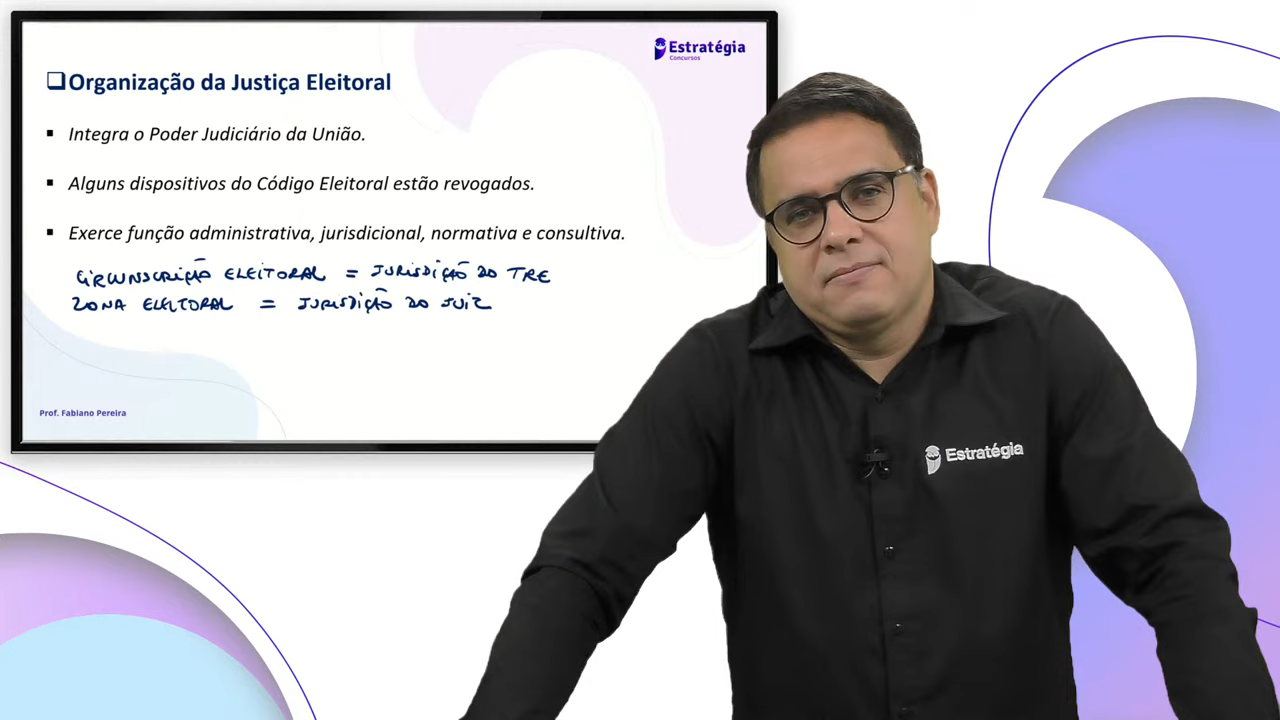 Estratégia
Concursos
Organização da Justiça Eleitoral
Integra o Poder Judiciário da União.
Alguns dispositivos do Código Eleitoral estão revogados.
Exerce função administrativa, jurisdicional, normativa e consultiva.
CIRCUNSCRIÇÃO ELEITORAL = JURISDIÇÃO DO TRE
ZONA ELEITORAL = JURISDIÇÃO DO JUIZ
Prof. Fabiano Pereira
Estratégia